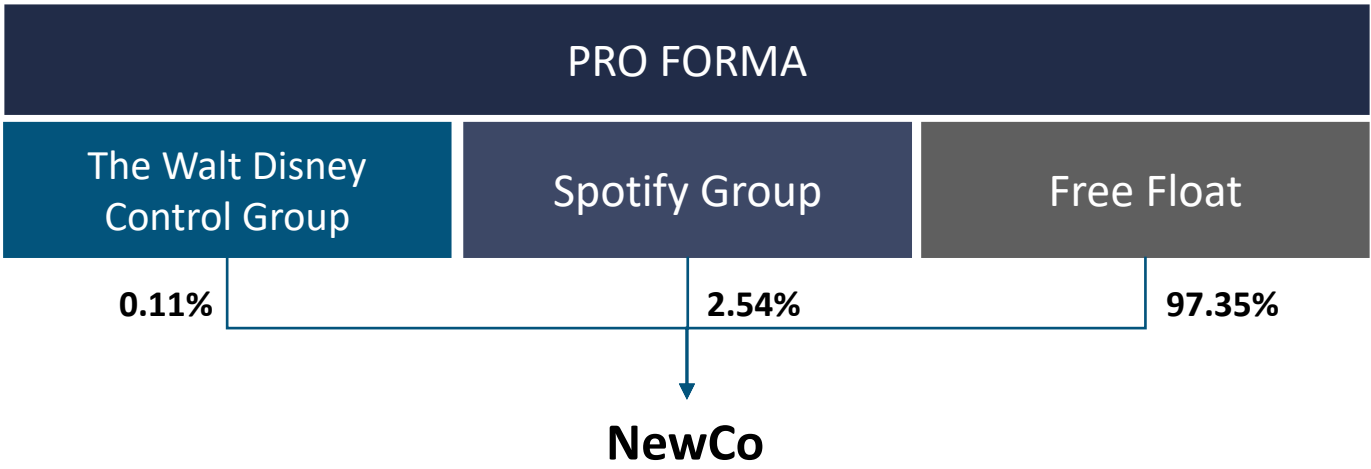 PRO FORMA
The Walt Disney
Control Group
Spotify Group
Free Float
0.11%
2.54%
97.35%
NewCo